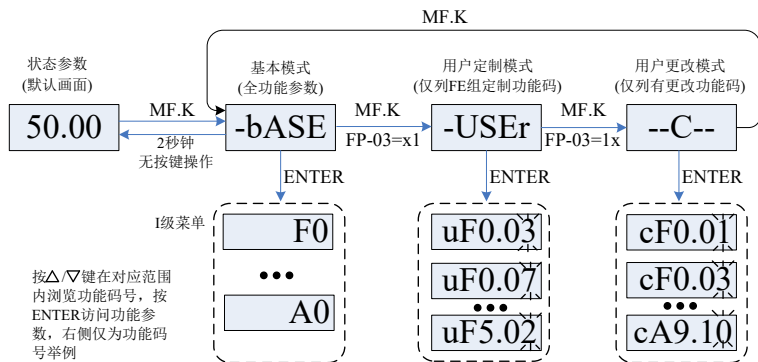 MF.K
状态参数
(默认画面)
50.00
MF.K
2秒钟
无按键操作
基本模式
(全功能参数)
-bASE
MF.K
FP-03=x1
用户定制模式
(仅列FE组定制功能码)
-USEr
MF.K
FP-03=1x
用户更改模式
(仅列有更改功能码)
--C--
ENTER
ENTER
ENTER
I级菜单
F0
•••
A0
uF0.03
uF0.07
•••
uF5.02
cF0.01
cF0.03
•••
cA9.10
按△/▽键在对应范围
内浏览功能码号，按
ENTER访问功能参
数，右侧仅为功能码
号举例